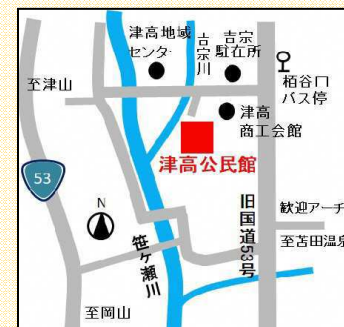 津高地域
センター
吉宗川
吉宗
駐在所
栢谷口
バス停
至津山
津高
商工会館
津高公民館
53
N
旧国道53号
歓迎アーチ
至苫田温泉
笹ヶ瀬川
至岡山